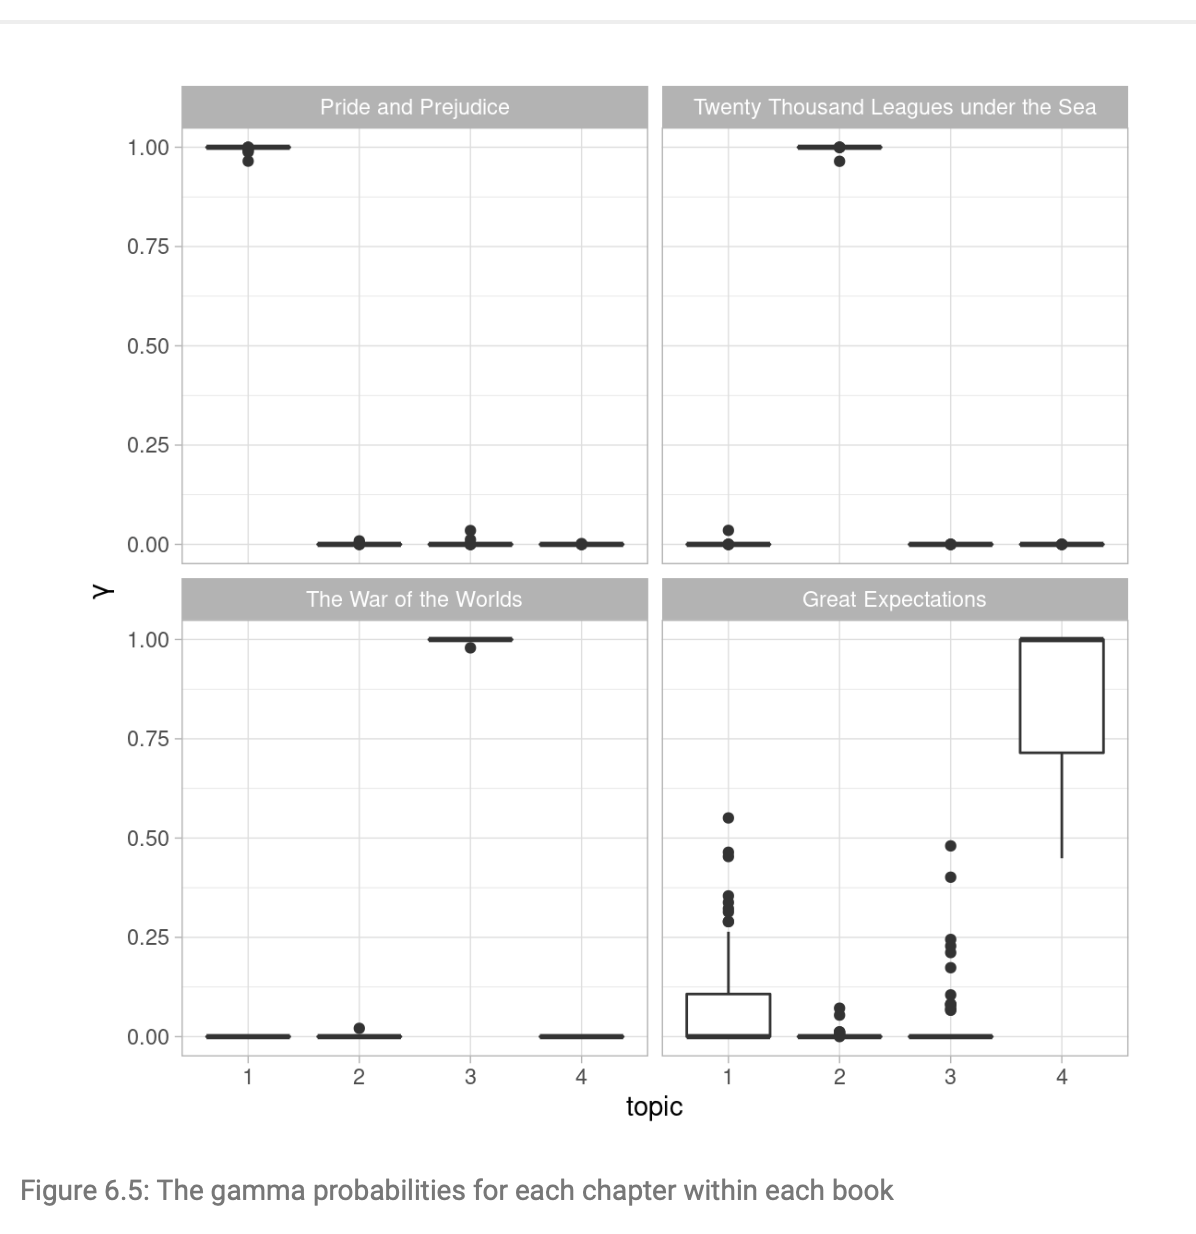 Pride and Prejudice
Twenty Thousand Leagues under the Sea
1.00
0.75
0.50
0.25
0.00
γ
The War of the Worlds
Great Expectations
1.00
0.75
0.50
0.25
0.00
1 2 3 4
1 2 3 4
topic
Figure 6.5: The gamma probabilities for each chapter within each book